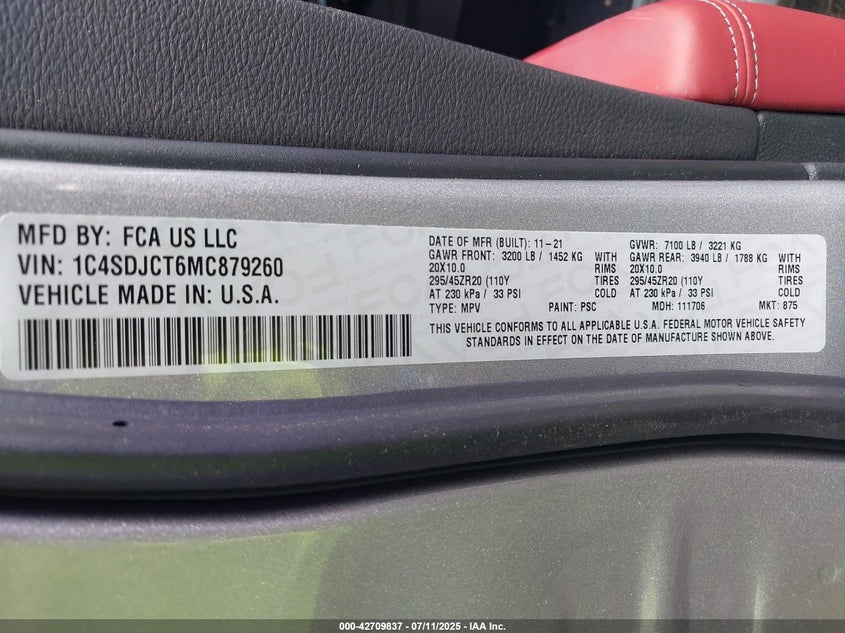 MFD BY: FCA US LLC
VIN: 1C4SDJCT6MC879260
VEHICLE MADE IN: U.S.A.
DATE OF MFR (BUILT): 11-21 GVWR: 7100 LB / 3221 KG
GAWR FRONT: 3200 LB / 1452 KG WITH GAWR REAR: 3940 LB / 1788 KG WITH
20X10.0 RIMS 20X10.0 RIMS
295/45ZR20 (110Y TIRES 295/45ZR20 (110Y TIRES
AT 230 kPa / 33 PSI COLD AT 230 kPa / 33 PSI COLD
TYPE: MPV PAINT: PSC MDH: 111706 MKT: 875
THIS VEHICLE CONFORMS TO ALL APPLICABLE U.S.A. FEDERAL MOTOR VEHICLE SAFETY
STANDARDS IN EFFECT ON THE DATE OF MANUFACTURE SHOWN ABOVE.
000-42709837 - 07/11/2025 - IAA Inc.